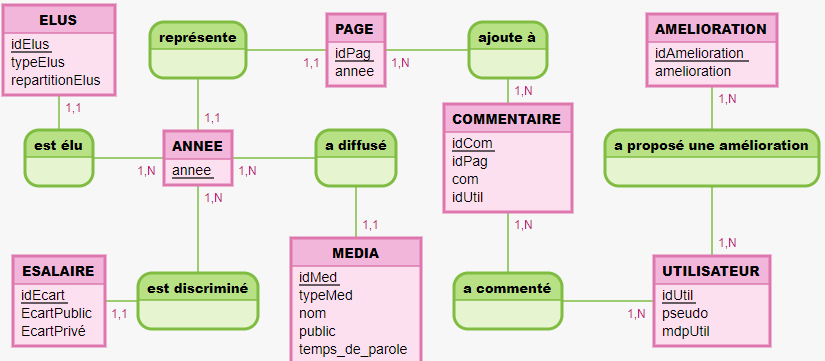 ELUS
idElus
typeElus
repartitionElus
représente
PAGE
idPag
annee
ajoute à
AMELIORATION
idAmelioration
amelioration
1,1
1,1
1,N
1,N
1,N
COMMENTAIRE
idCom
idPag
com
idUtil
1,1
est élu
ANNEE
annee
a diffusé
a proposé une amélioration
1,N
1,N
1,N
1,1
1,N
1,N
MEDIA
idMed
typeMed
nom
public
temps_de_parole
ESALAIRE
idEcart
EcartPublic
EcartPrivé
1,1
est discriminé
a commenté
1,N
UTILISATEUR
idUtil
pseudo
mdpUtil